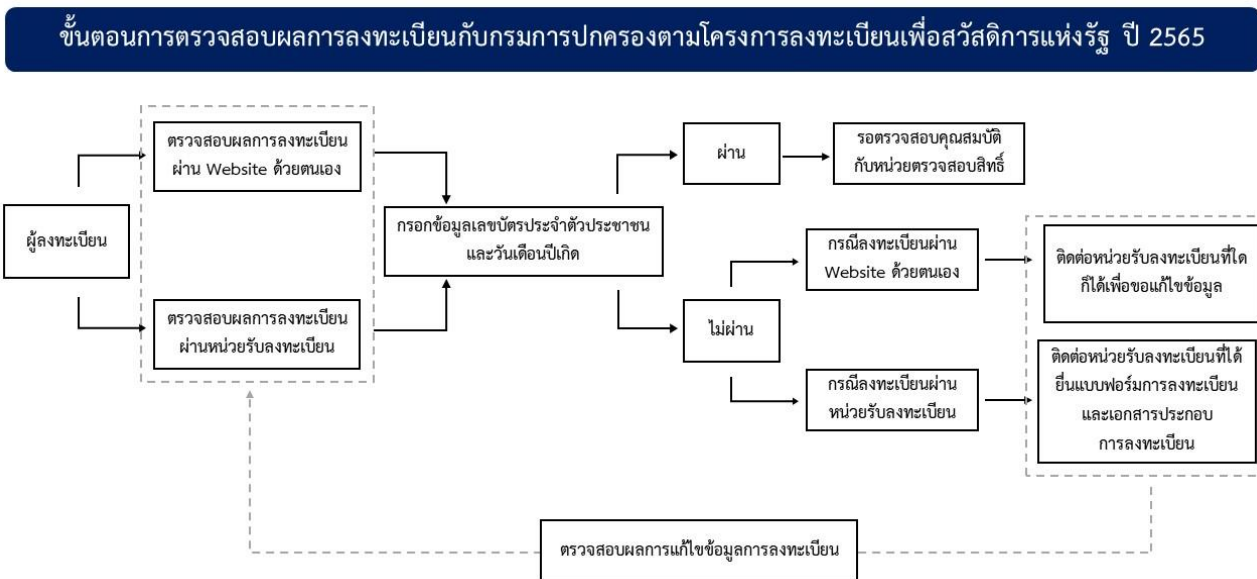 ขั้นตอนการตรวจสอบผลการลงทะเบียนกับกรมการปกครองตามโครงการลงทะเบียนเพื่อสวัสดิการแห่งรัฐ ปี 2565
ผู้ลงทะเบียน
ตรวจสอบผลการลงทะเบียน
ผ่าน Website ด้วยตนเอง
ตรวจสอบผลการลงทะเบียน
ผ่านหน่วยรับลงทะเบียน
กรอกข้อมูลเลขบัตรประจำตัวประชาชน
และวันเดือนปีเกิด
ผ่าน
รอตรวจสอบคุณสมบัติ
กับหน่วยตรวจสอบสิทธิ์
ไม่ผ่าน
กรณีลงทะเบียนผ่าน
Website ด้วยตนเอง
ติดต่อหน่วยรับลงทะเบียนที่ใด
ก็ได้เพื่อขอแก้ไขข้อมูล
กรณีลงทะเบียนผ่าน
หน่วยรับลงทะเบียน
ติดต่อหน่วยรับลงทะเบียนที่ได้
ยื่นแบบฟอร์มการลงทะเบียน
และเอกสารประกอบ
การลงทะเบียน
ตรวจสอบผลการแก้ไขข้อมูลการลงทะเบียน